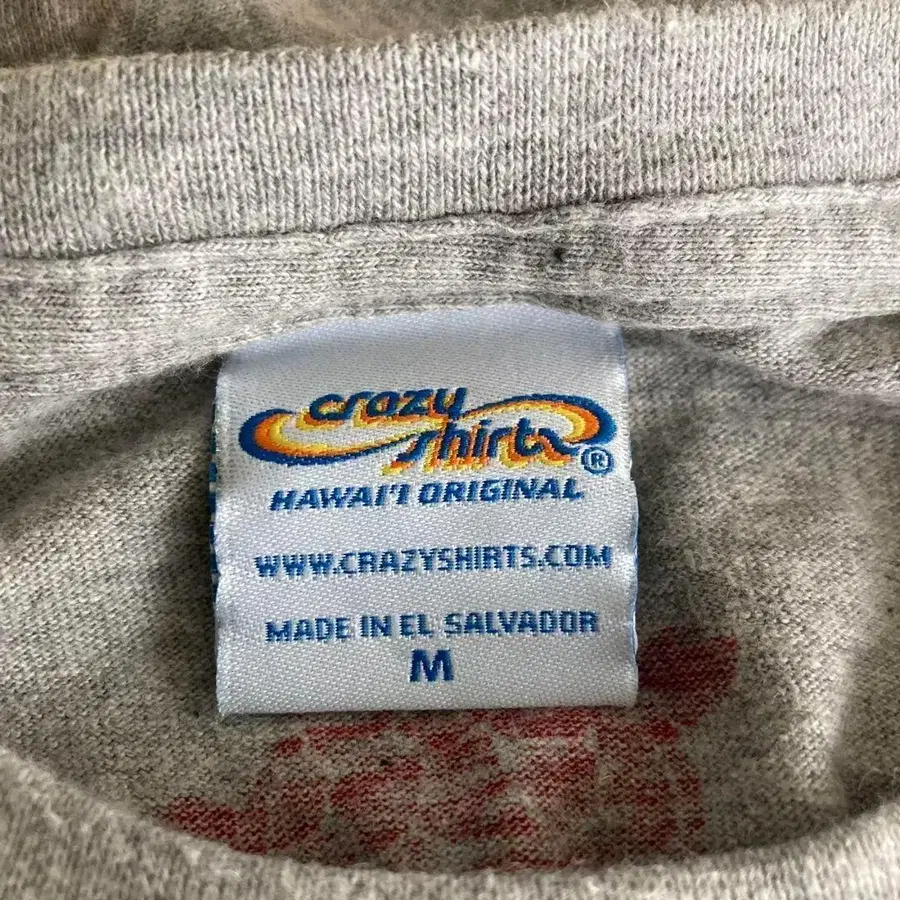 crazy
shirts®
HAWAI'I ORIGINAL
WWW.CRAZYSHIRTS.COM
MADE IN EL SALVADOR
M